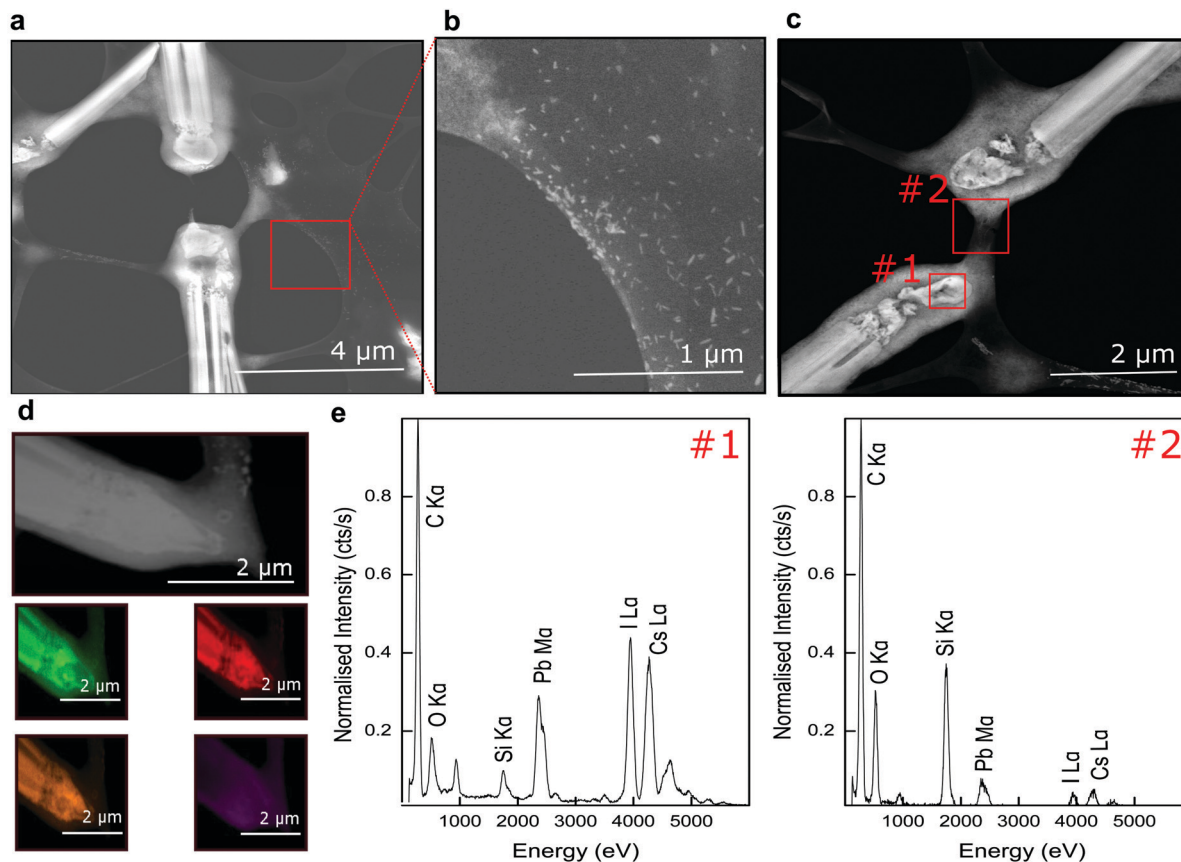 a
4 µm
b
1 µm
c
#2
#1
2 µm
d
2 µm
2 µm
2 µm
2 µm
2 µm
e
#1
Normalised Intensity (cts/s)
0.8
0.6
0.4
0.2
C Ka
O Ka
Si Ka
Pb Ma
I La
Cs La
1000 2000 3000 4000 5000
Energy (eV)
#2
Normalised Intensity (cts/s)
0.8
0.6
0.4
0.2
C Ka
O Ka
Si Ka
Pb Ma
I La
Cs La
1000 2000 3000 4000 5000
Energy (eV)